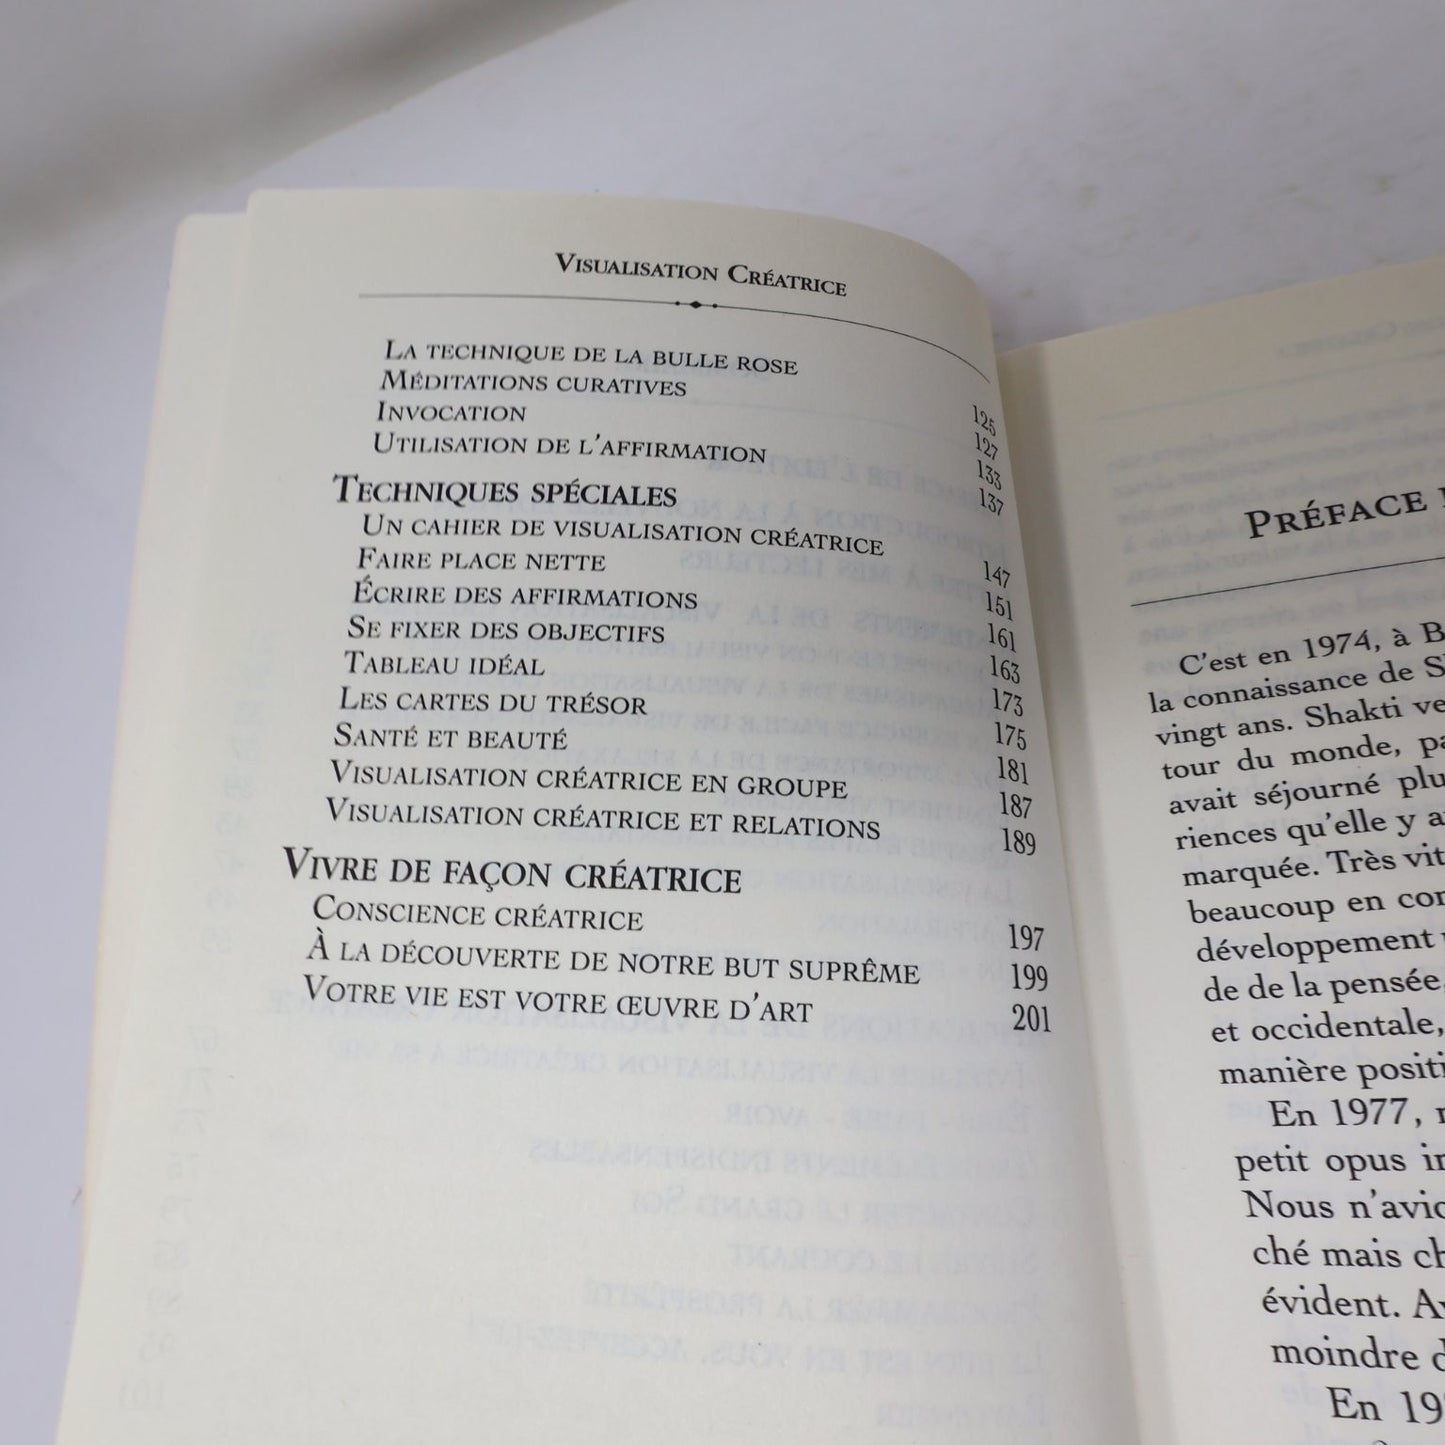 Visualisation Créatrice
La technique de la bulle rose 125
Méditations curatives 127
Invocation 133
Utilisation de l'affirmation 137
Techniques spéciales
Un cahier de visualisation créatrice 147
Faire place nette 151
Écrire des affirmations 161
Se fixer des objectifs 163
Tableau idéal 173
Les cartes du trésor 175
Santé et beauté 181
Visualisation créatrice en groupe 187
Visualisation créatrice et relations 189
Vivre de façon créatrice
Conscience créatrice 197
À la découverte de notre but suprême 199
Votre vie est votre œuvre d'art 201
Préface
C'est en 1974, à
la connaissance de
vingt ans. Shakti
tour du monde,
avait séjourné
riences qu'elle y
marquée. Très
beaucoup en
développement
de de la pensée,
et occidentale,
manière
En 1977,
petit opus
Nous
ché mais
évident.
moindre
En